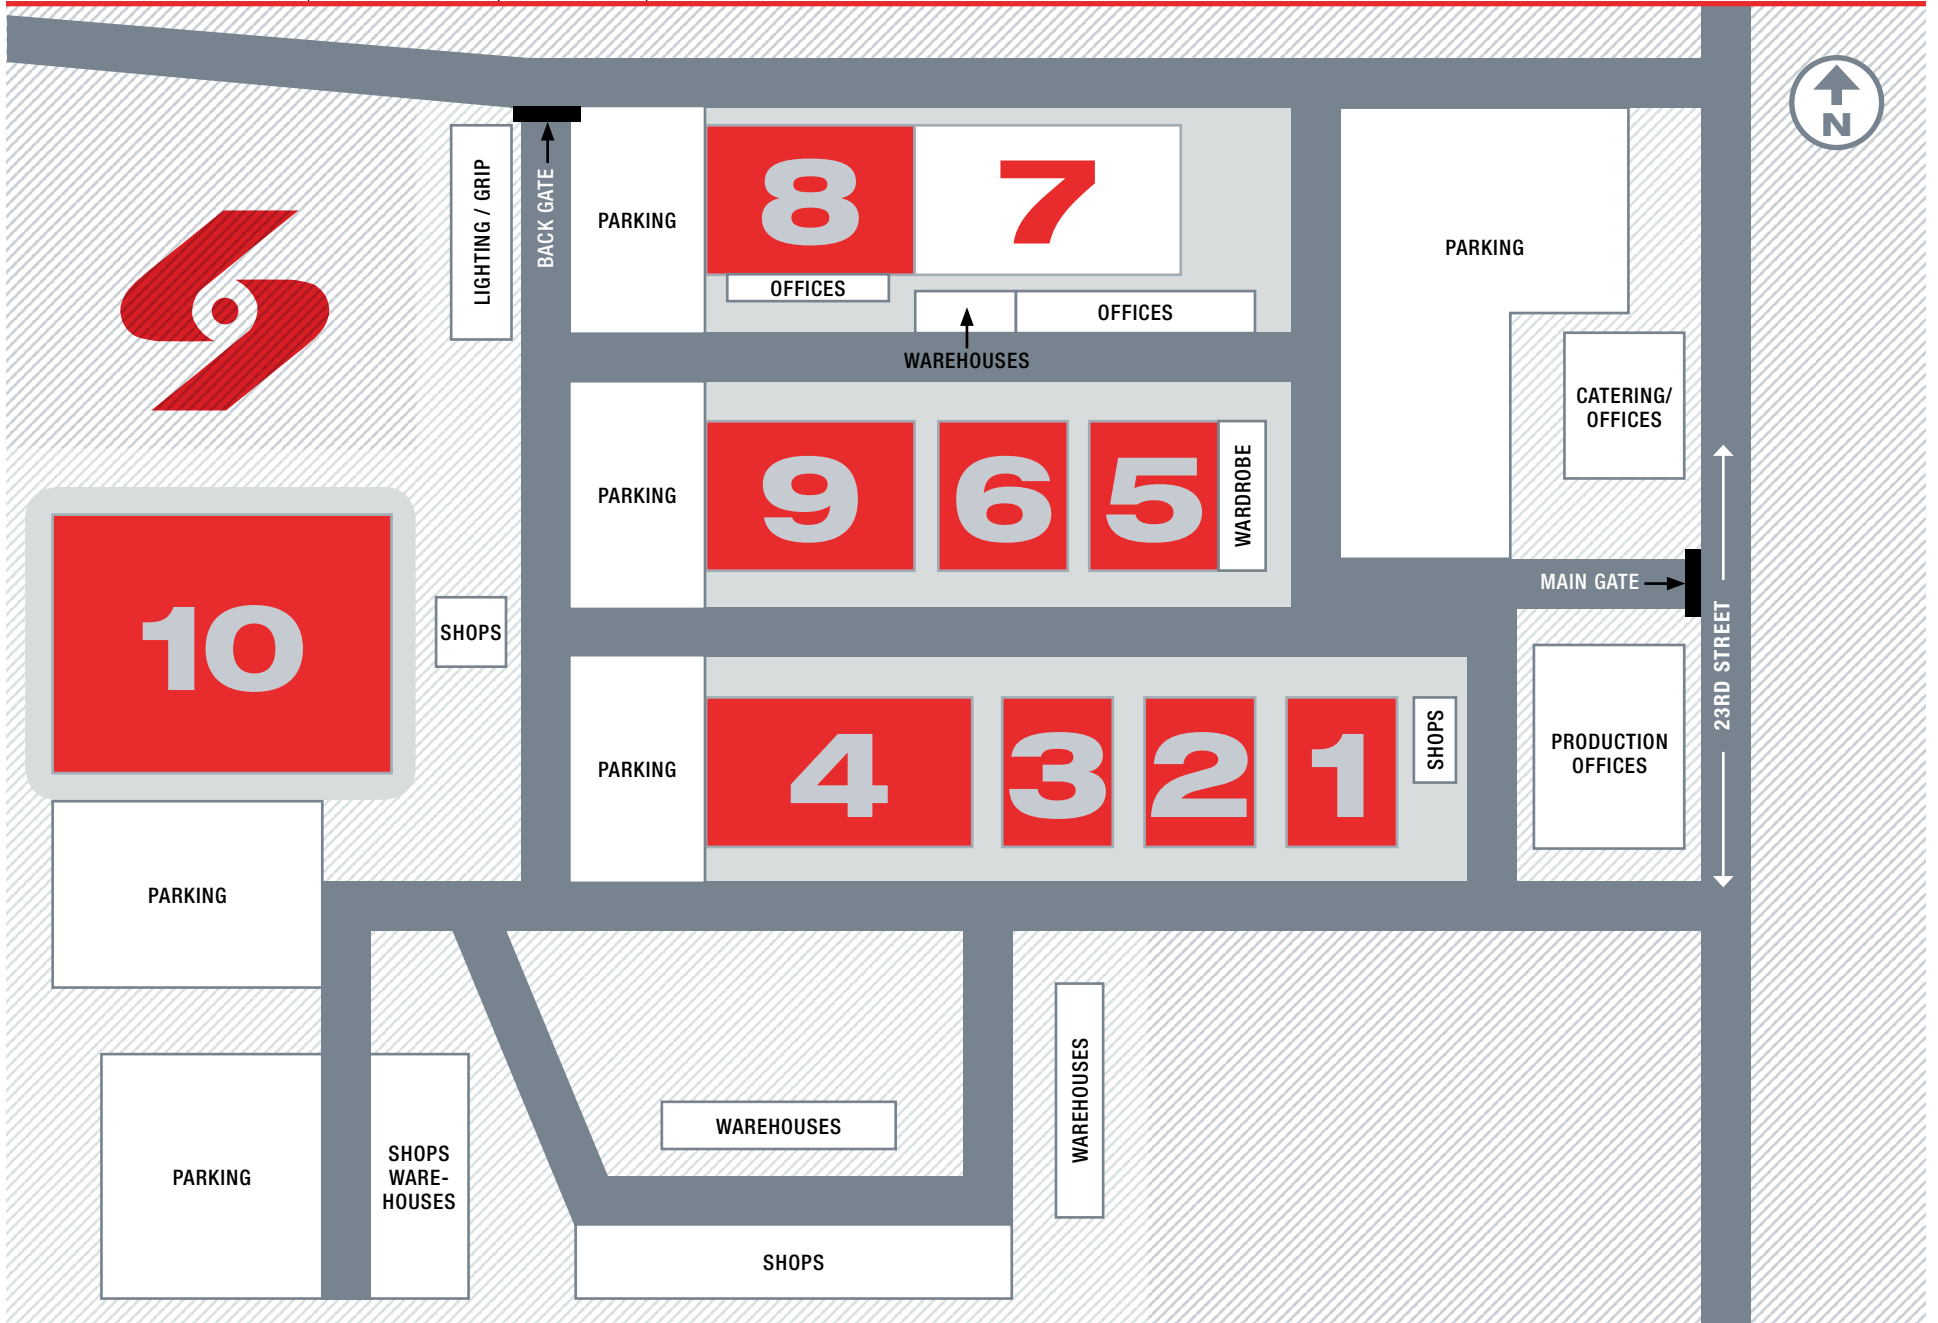 N
LIGHTING / GRIP
BACK GATE
PARKING
8
7
OFFICES
OFFICES
WAREHOUSES
PARKING
CATERING/
OFFICES
PARKING
9
6
5
WARDROBE
MAIN GATE
23RD STREET
10
SHOPS
PARKING
4
3
2
1
SHOPS
PRODUCTION
OFFICES
PARKING
WAREHOUSES
WAREHOUSES
PARKING
SHOPS
WARE-
HOUSES
SHOPS